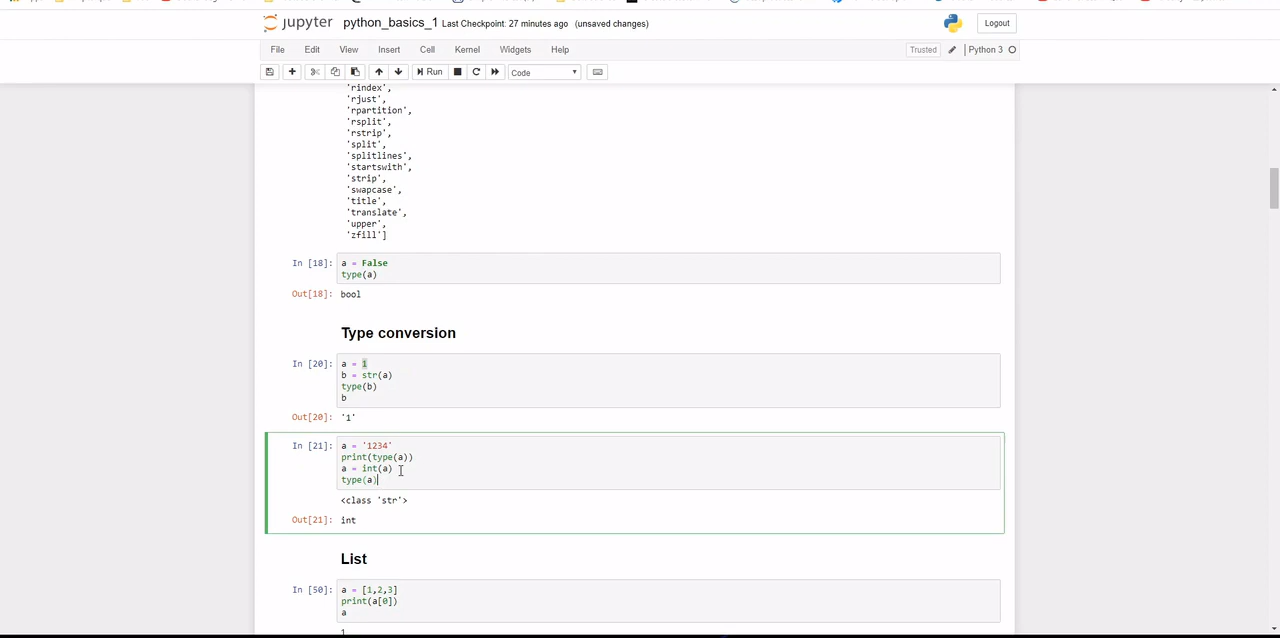 jupyter python_basics_1 Last Checkpoint: 27 minutes ago (unsaved changes) Logout
File Edit View Insert Cell Kernel Widgets Help Trusted Python 3
Run Code
'rindex',
'rjust',
'rpartition',
'rsplit',
'rstrip',
'split',
'splitlines',
'startswith',
'strip',
'swapcase',
'title',
'translate',
'upper',
'zfill']
In [18]: a = False
type(a)
Out[18]: bool
Type conversion
In [20]: a = 1
b = str(a)
type(b)
b
Out[20]: '1'
In [21]: a = '1234'
print(type(a))
a = int(a)
type(a)
<class 'str'>
Out[21]: int
List
In [50]: a = [1,2,3]
print(a[0])
a
1